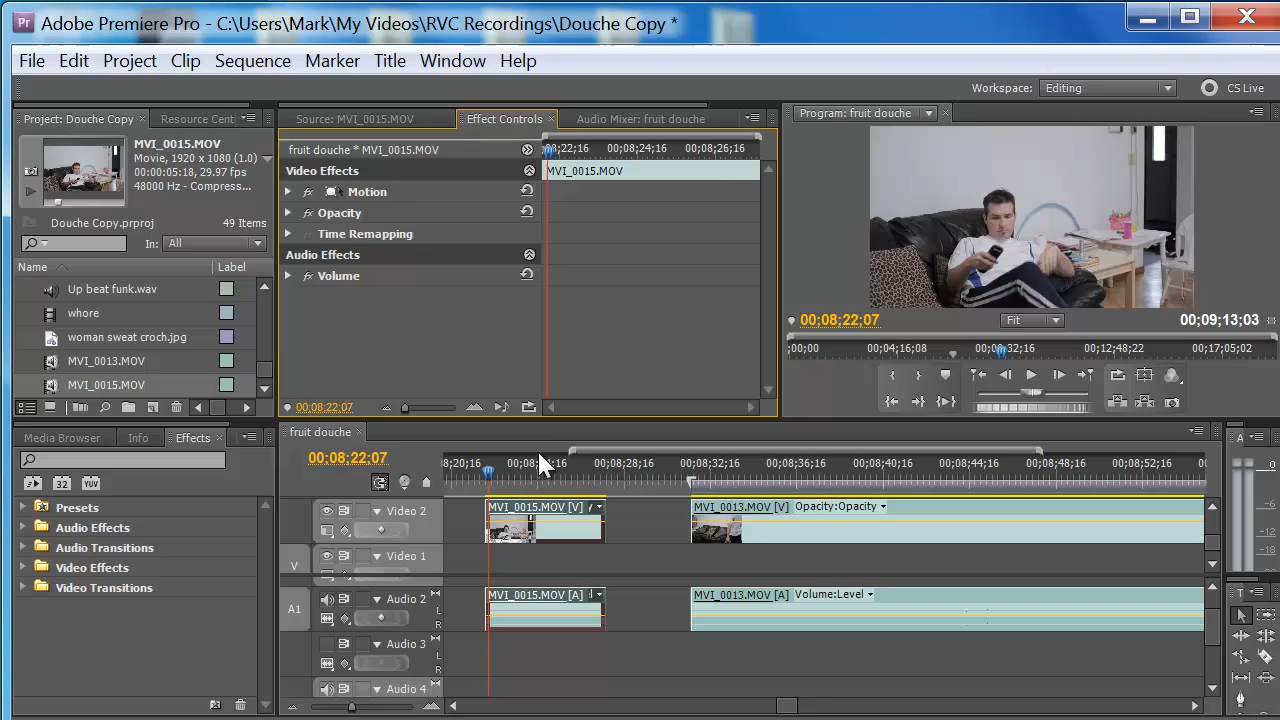 Pr Adobe Premiere Pro - C:\Users\Mark\My Videos\RVC Recordings\Douche Copy *
File Edit Project Clip Sequence Marker Title Window Help
Workspace: Editing CS Live
Project: Douche Copy × Resource Cent
Source: MVI_0015.MOV Effect Controls × Audio Mixer: fruit douche
Program: fruit douche ×
MVI_0015.MOV
Movie, 1920 x 1080 (1.0)
00:00:05:18, 29.97 fps
48000 Hz - Compress...
Douche Copy.prproj 49 Items
In: All
Name Label
Up beat funk.wav
whore
woman sweat croch.jpg
MVI_0013.MOV
MVI_0015.MOV
fruit douche * MVI_0015.MOV
;22;16 00;08;24;16 00;08;26;16
Video Effects MVI_0015.MOV
fx Motion
fx Opacity
Time Remapping
Audio Effects
fx Volume
00;08;22;07
00;08;22;07 Fit 00;09;13;03
;00;00 00;04;16;08 00;08;32;16 00;12;48;22 00;17;05;02
Media Browser Info Effects ×
32 YUV
Presets
Audio Effects
Audio Transitions
Video Effects
Video Transitions
fruit douche ×
00;08;22;07
8;20;16 00;08;24;16 00;08;28;16 00;08;32;16 00;08;36;16 00;08;40;16 00;08;44;16 00;08;48;16 00;08;52;16 00
Video 2 MVI_0015.MOV [V] MVI_0013.MOV [V] Opacity:Opacity
V Video 1
A1 Audio 2 L R MVI_0015.MOV [A] MVI_0013.MOV [A] Volume:Level
Audio 3 L R
Audio 4
A
0
-6
-12
-18
T